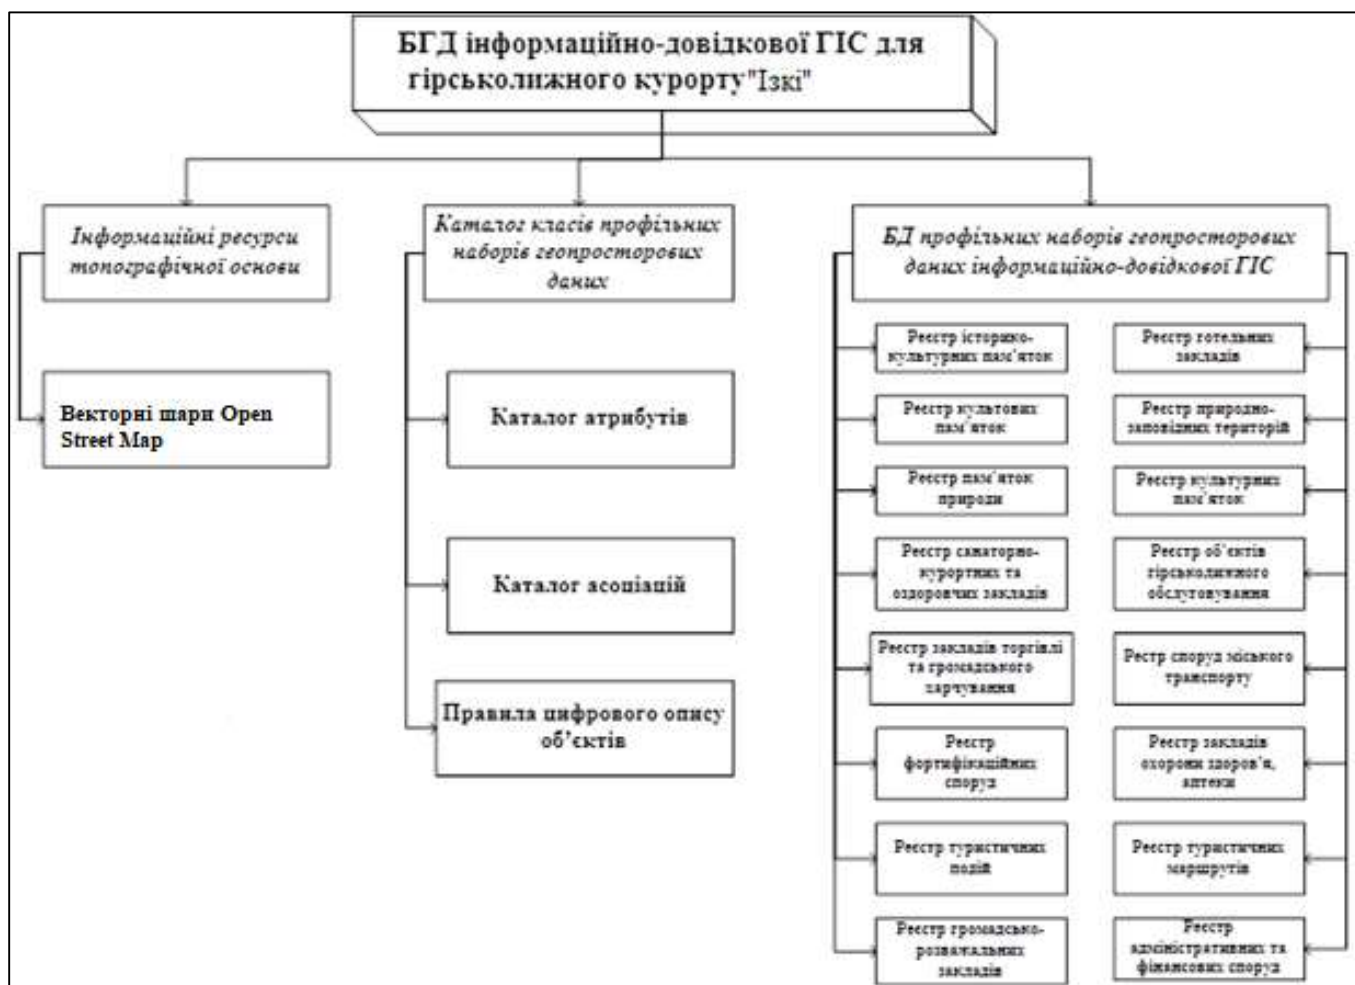 БГД інформаційно-довідкової ГІС для
гірськолижного курорту"Ізкі"
Інформаційні ресурси
топографічної основи
Векторні шари Open
Street Map
Каталог класів профільних
наборів геопросторових
даних
Каталог атрибутів
Каталог асоціацій
Правила цифрового опису
об’єктів
БД профільних наборів геопросторових
даних інформаційно-довідкової ГІС
Реєстр історико-
культурних пам’яток
Реєстр готельних
закладів
Реєстр культових
пам’яток
Реєстр природно-
заповідних територій
Реєстр пам’яток
природи
Реєстр культурних
пам’яток
Реєстр санаторно-
курортних та
оздоровчих закладів
Реєстр об’єктів
гірськолижного
обслуговування
Реєстр закладів торгівлі
та громадського
харчування
Рестр споруд міського
транспорту
Реєстр
фортифікаційних
споруд
Реєстр закладів
охорони здоров’я,
аптеки
Реєстр туристичних
подій
Реєстр туристичних
маршрутів
Реєстр громадсько-
розважальних
закладів
Реєстр
адміністративних та
фінансових споруд